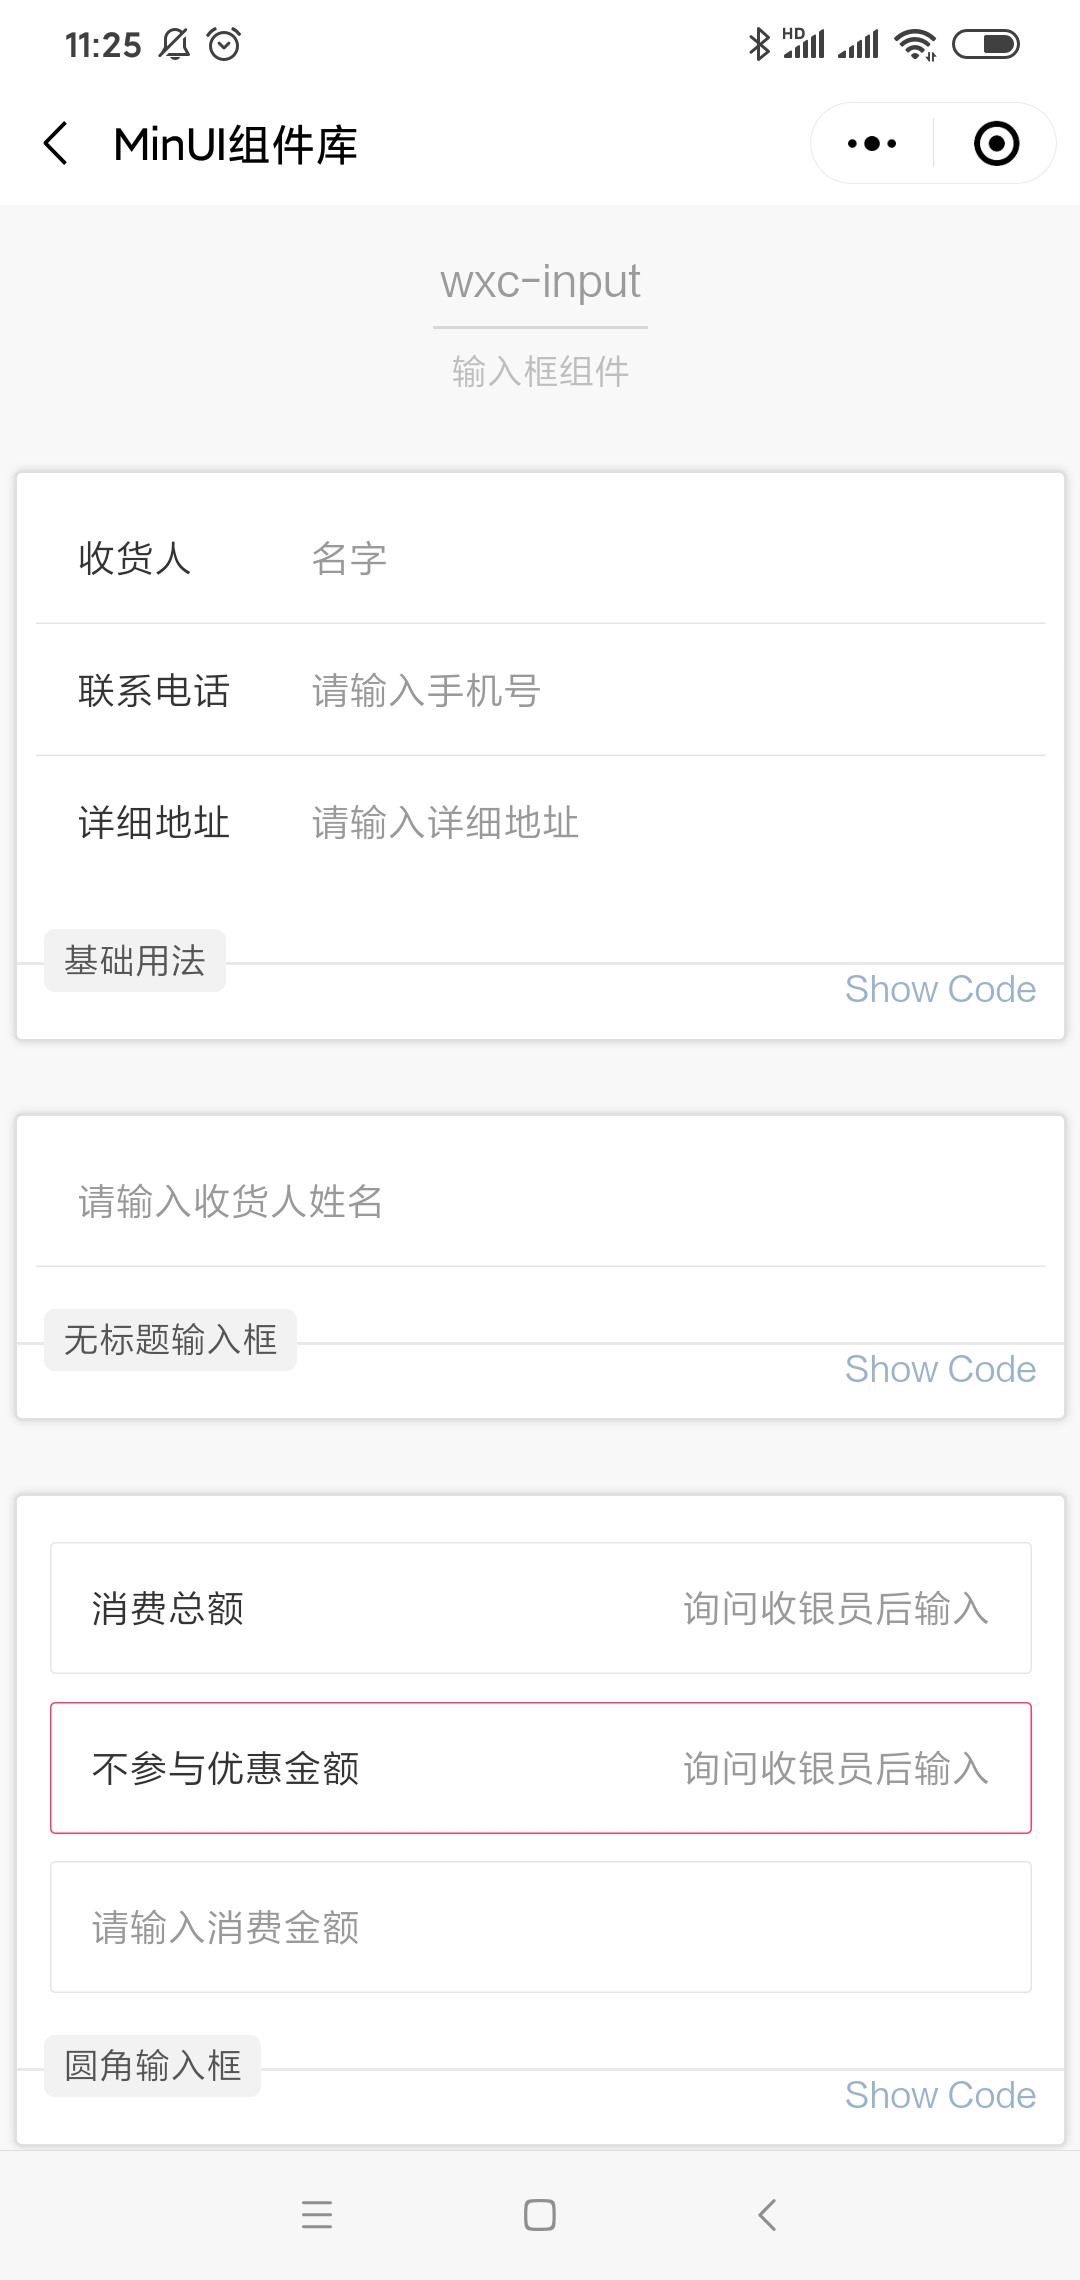 11:25
HD
MinUI组件库
wxc-input
输入框组件
收货人 名字
联系电话 请输入手机号
详细地址 请输入详细地址
基础用法
Show Code
请输入收货人姓名
无标题输入框
Show Code
消费总额 询问收银员后输入
不参与优惠金额 询问收银员后输入
请输入消费金额
圆角输入框
Show Code